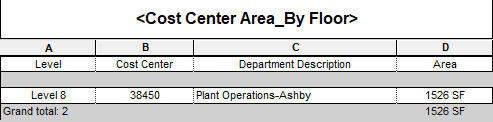 <Cost Center Area_By Floor>
A B C D
Level Cost Center Department Description Area
Level 8 38450 Plant Operations-Ashby 1526 SF
Grand total: 2 1526 SF